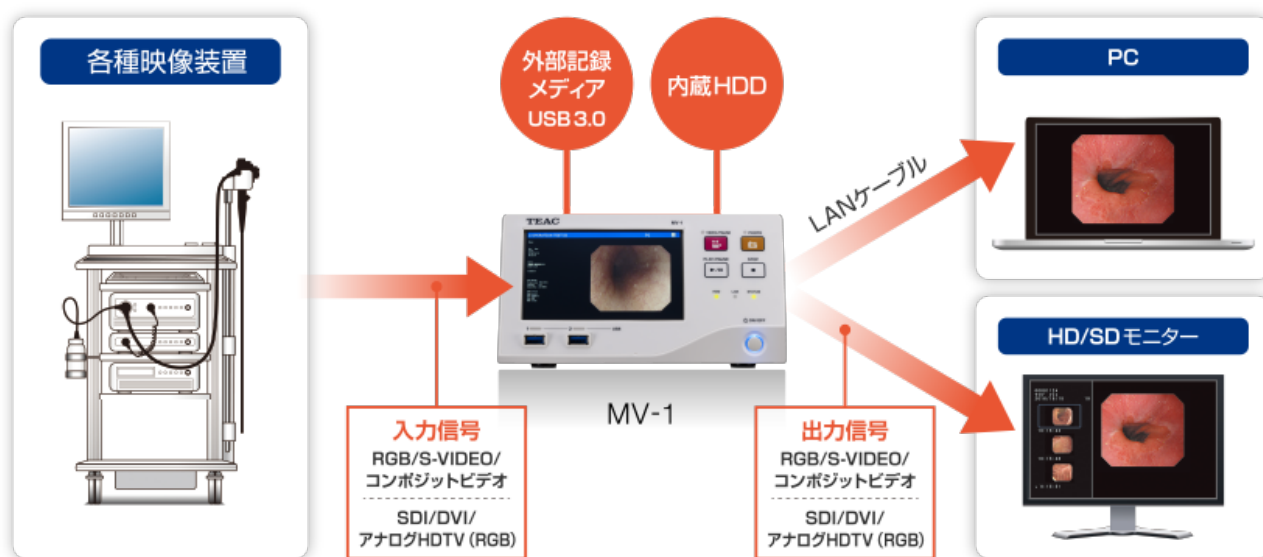 各種映像装置
外部記録
メディア
USB 3.0
内蔵HDD
PC
LANケーブル
TEAC
MV-1
HD/SDモニター
MV-1
入力信号
RGB/S-VIDEO/
コンポジットビデオ
SDI/DVI/
アナログHDTV (RGB)
出力信号
RGB/S-VIDEO/
コンポジットビデオ
SDI/DVI/
アナログHDTV (RGB)